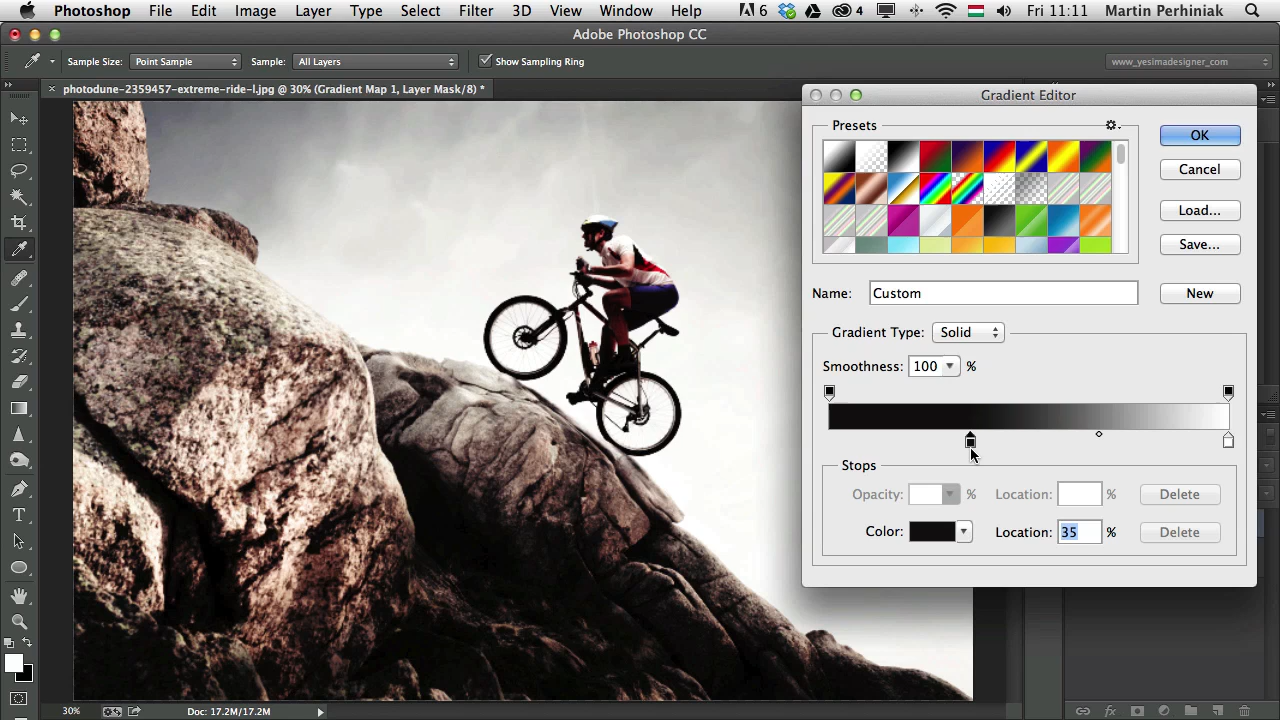 Photoshop File Edit Image Layer Type Select Filter 3D View Window Help 6 4 Fri 11:11 Martin Perhiniak
Adobe Photoshop CC
Sample Size: Point Sample Sample: All Layers Show Sampling Ring www_yesimadesigner_com
photodune-2359457-extreme-ride-l.jpg @ 30% (Gradient Map 1, Layer Mask/8) *
Gradient Editor
Presets
OK
Cancel
Load...
Save...
Name: Custom
New
Gradient Type: Solid
Smoothness: 100 %
Stops
Opacity: % Location: % Delete
Color: Location: 35 % Delete
30% Doc: 17.2M/17.2M